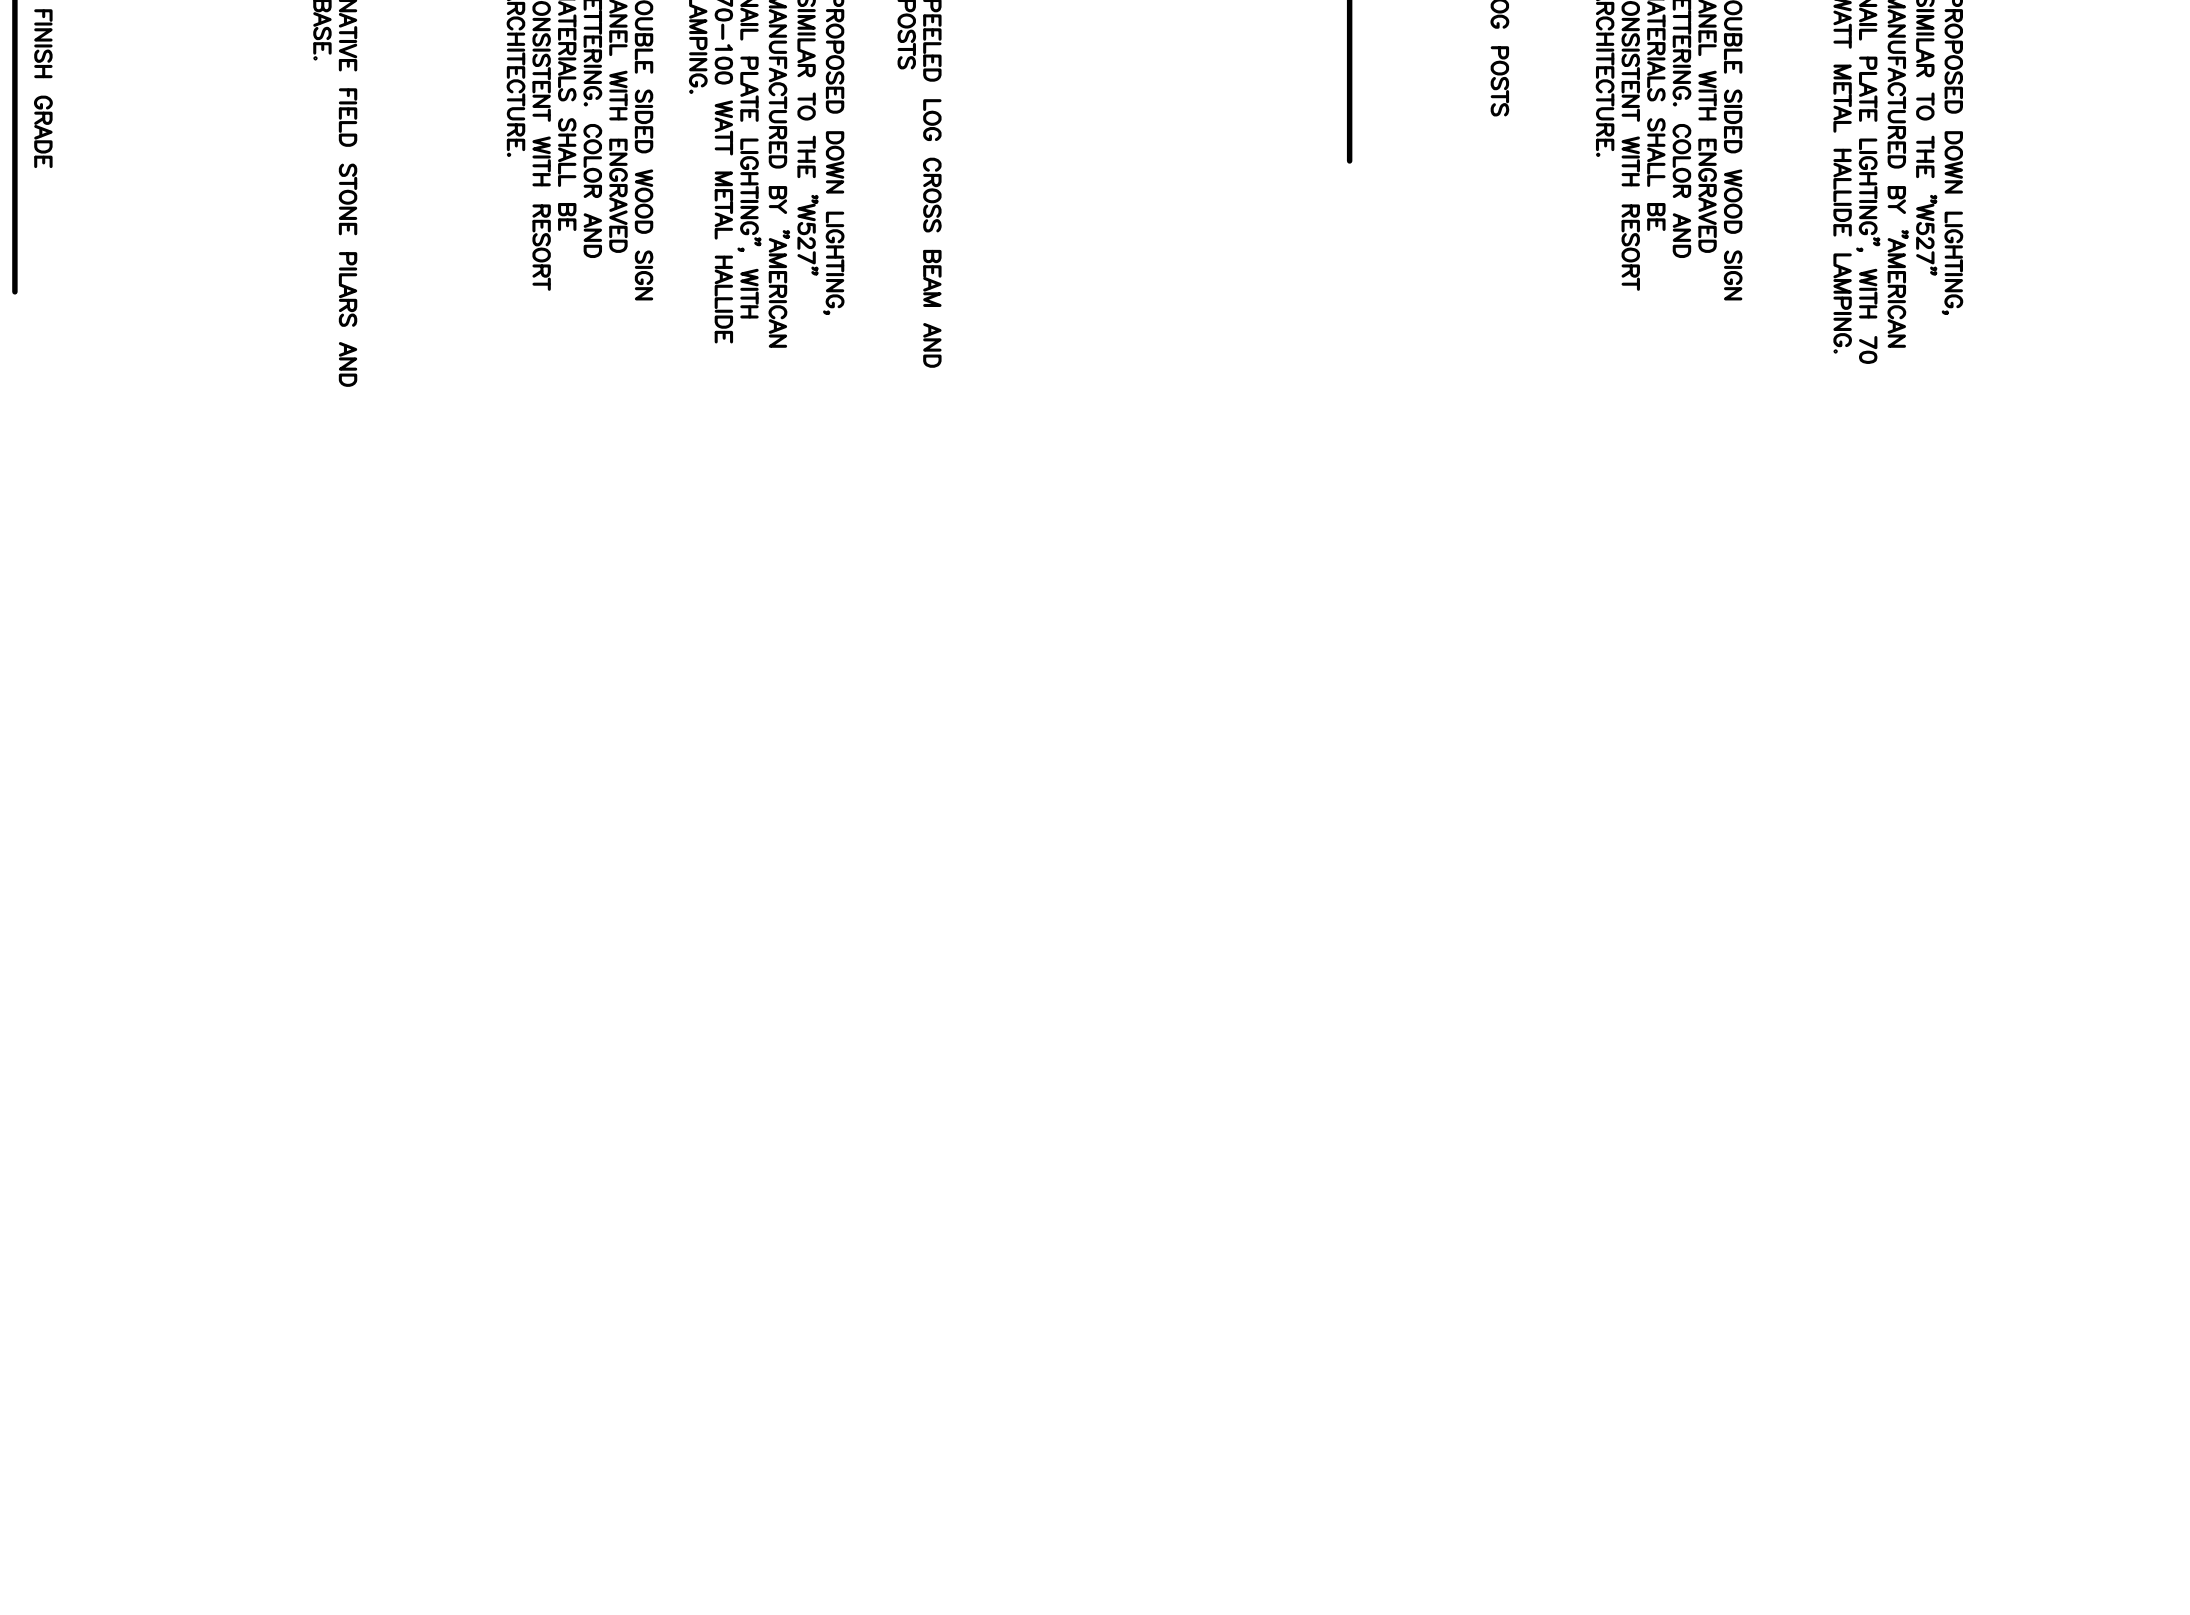 PROPOSED DOWN LIGHTING,
SIMILAR TO THE "W527"
MANUFACTURED BY "AMERICAN
NAIL PLATE LIGHTING", WITH 70
WATT METAL HALLIDE LAMPING.
OUBLE SIDED WOOD SIGN
ANEL WITH ENGRAVED
ETTERING. COLOR AND
ATERIALS SHALL BE
ONSISTENT WITH RESORT
RCHITECTURE.
OG POSTS
PEELED LOG CROSS BEAM AND
POSTS
PROPOSED DOWN LIGHTING,
SIMILAR TO THE "W527"
MANUFACTURED BY "AMERICAN
NAIL PLATE LIGHTING", WITH
70-100 WATT METAL HALLIDE
LAMPING.
OUBLE SIDED WOOD SIGN
ANEL WITH ENGRAVED
ETTERING. COLOR AND
ATERIALS SHALL BE
ONSISTENT WITH RESORT
RCHITECTURE.
NATIVE FIELD STONE PILARS AND
BASE.
FINISH GRADE